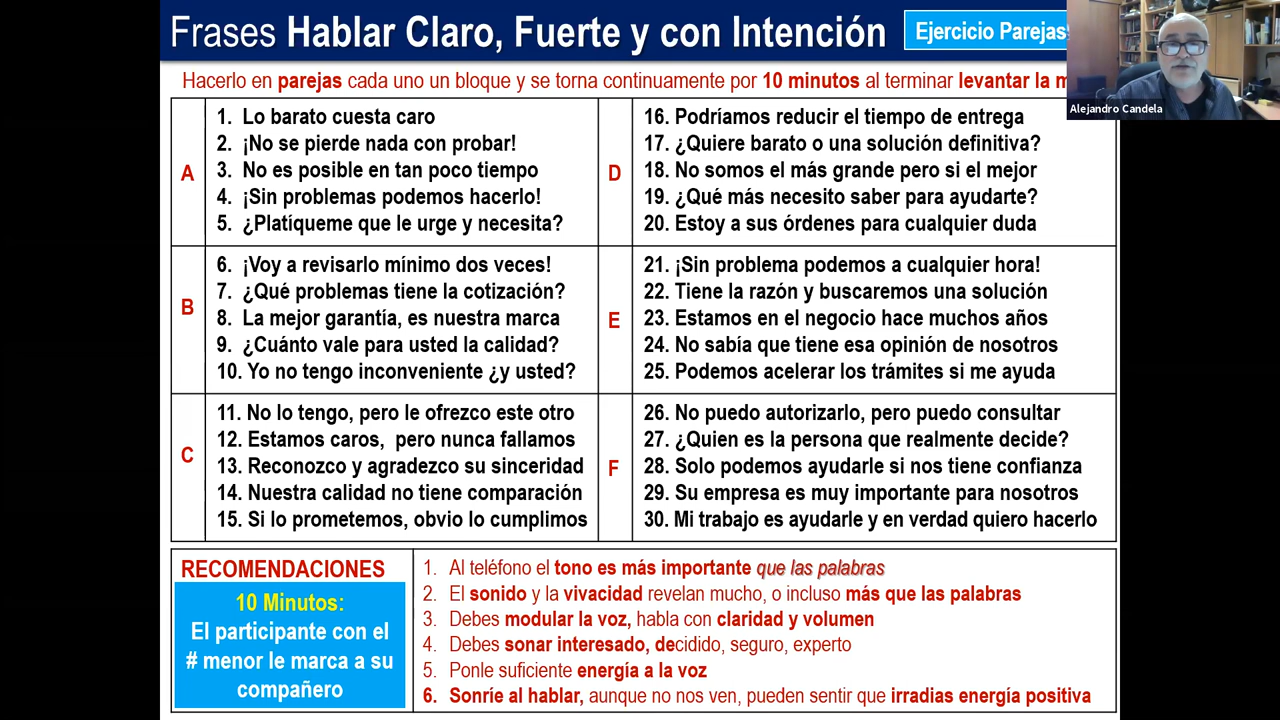 Frases Hablar Claro, Fuerte y con Intención
Ejercicio Parejas
Alejandro Candela
Hacerlo en parejas cada uno un bloque y se torna continuamente por 10 minutos al terminar levantar la
A
1. Lo barato cuesta caro
2. ¡No se pierde nada con probar!
3. No es posible en tan poco tiempo
4. ¡Sin problemas podemos hacerlo!
5. ¿Platíqueme que le urge y necesita?
B
6. ¡Voy a revisarlo mínimo dos veces!
7. ¿Qué problemas tiene la cotización?
8. La mejor garantía, es nuestra marca
9. ¿Cuánto vale para usted la calidad?
10. Yo no tengo inconveniente ¿y usted?
C
11. No lo tengo, pero le ofrezco este otro
12. Estamos caros, pero nunca fallamos
13. Reconozco y agradezco su sinceridad
14. Nuestra calidad no tiene comparación
15. Si lo prometemos, obvio lo cumplimos
D
16. Podríamos reducir el tiempo de entrega
17. ¿Quiere barato o una solución definitiva?
18. No somos el más grande pero si el mejor
19. ¿Qué más necesito saber para ayudarte?
20. Estoy a sus órdenes para cualquier duda
E
21. ¡Sin problema podemos a cualquier hora!
22. Tiene la razón y buscaremos una solución
23. Estamos en el negocio hace muchos años
24. No sabía que tiene esa opinión de nosotros
25. Podemos acelerar los trámites si me ayuda
F
26. No puedo autorizarlo, pero puedo consultar
27. ¿Quien es la persona que realmente decide?
28. Solo podemos ayudarle si nos tiene confianza
29. Su empresa es muy importante para nosotros
30. Mi trabajo es ayudarle y en verdad quiero hacerlo
RECOMENDACIONES
10 Minutos:
El participante con el
# menor le marca a su
compañero
1. Al teléfono el tono es más importante que las palabras
2. El sonido y la vivacidad revelan mucho, o incluso más que las palabras
3. Debes modular la voz, habla con claridad y volumen
4. Debes sonar interesado, decidido, seguro, experto
5. Ponle suficiente energía a la voz
6. Sonríe al hablar, aunque no nos ven, pueden sentir que irradias energía positiva